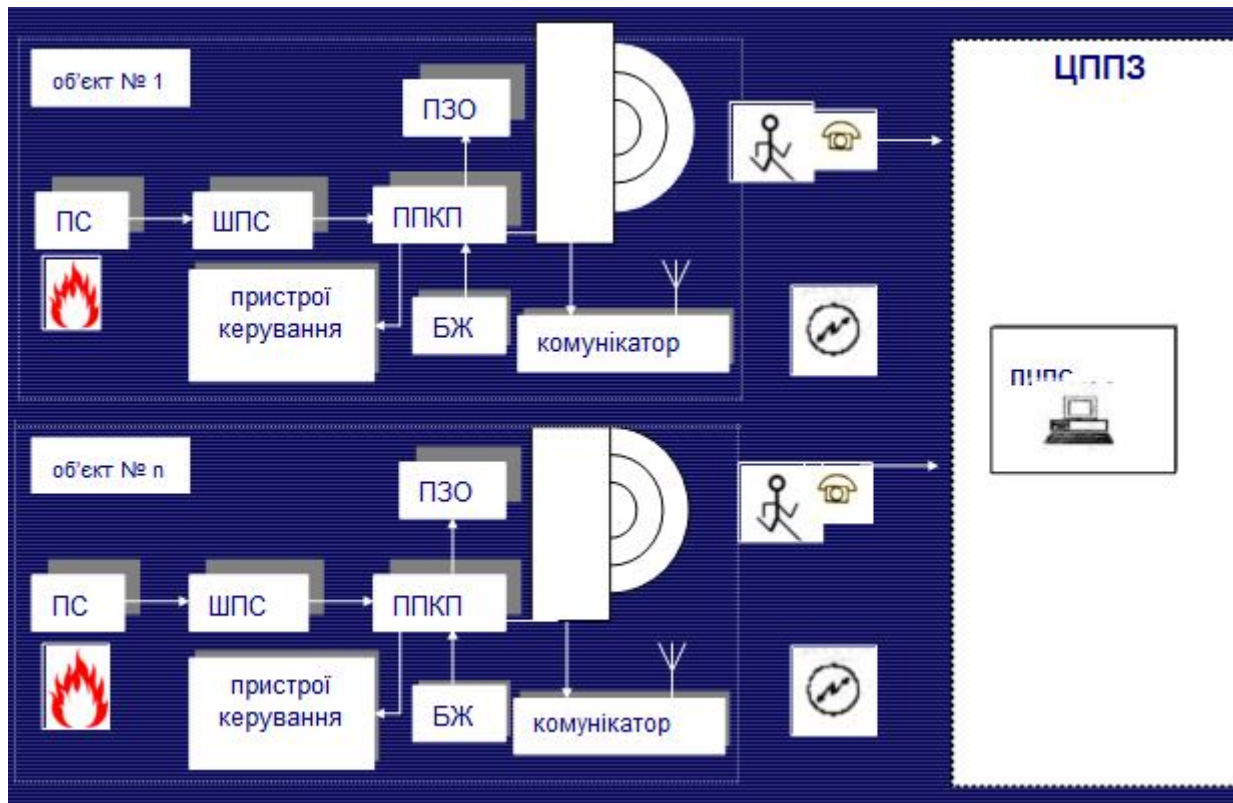 об'єкт № 1
ЦППЗ
ПЗО
ПС
ШПС
ППКП
пристрої
керування
БЖ
комунікатор
об'єкт № n
ПЗО
ПС
ШПС
ППКП
пристрої
керування
БЖ
комунікатор